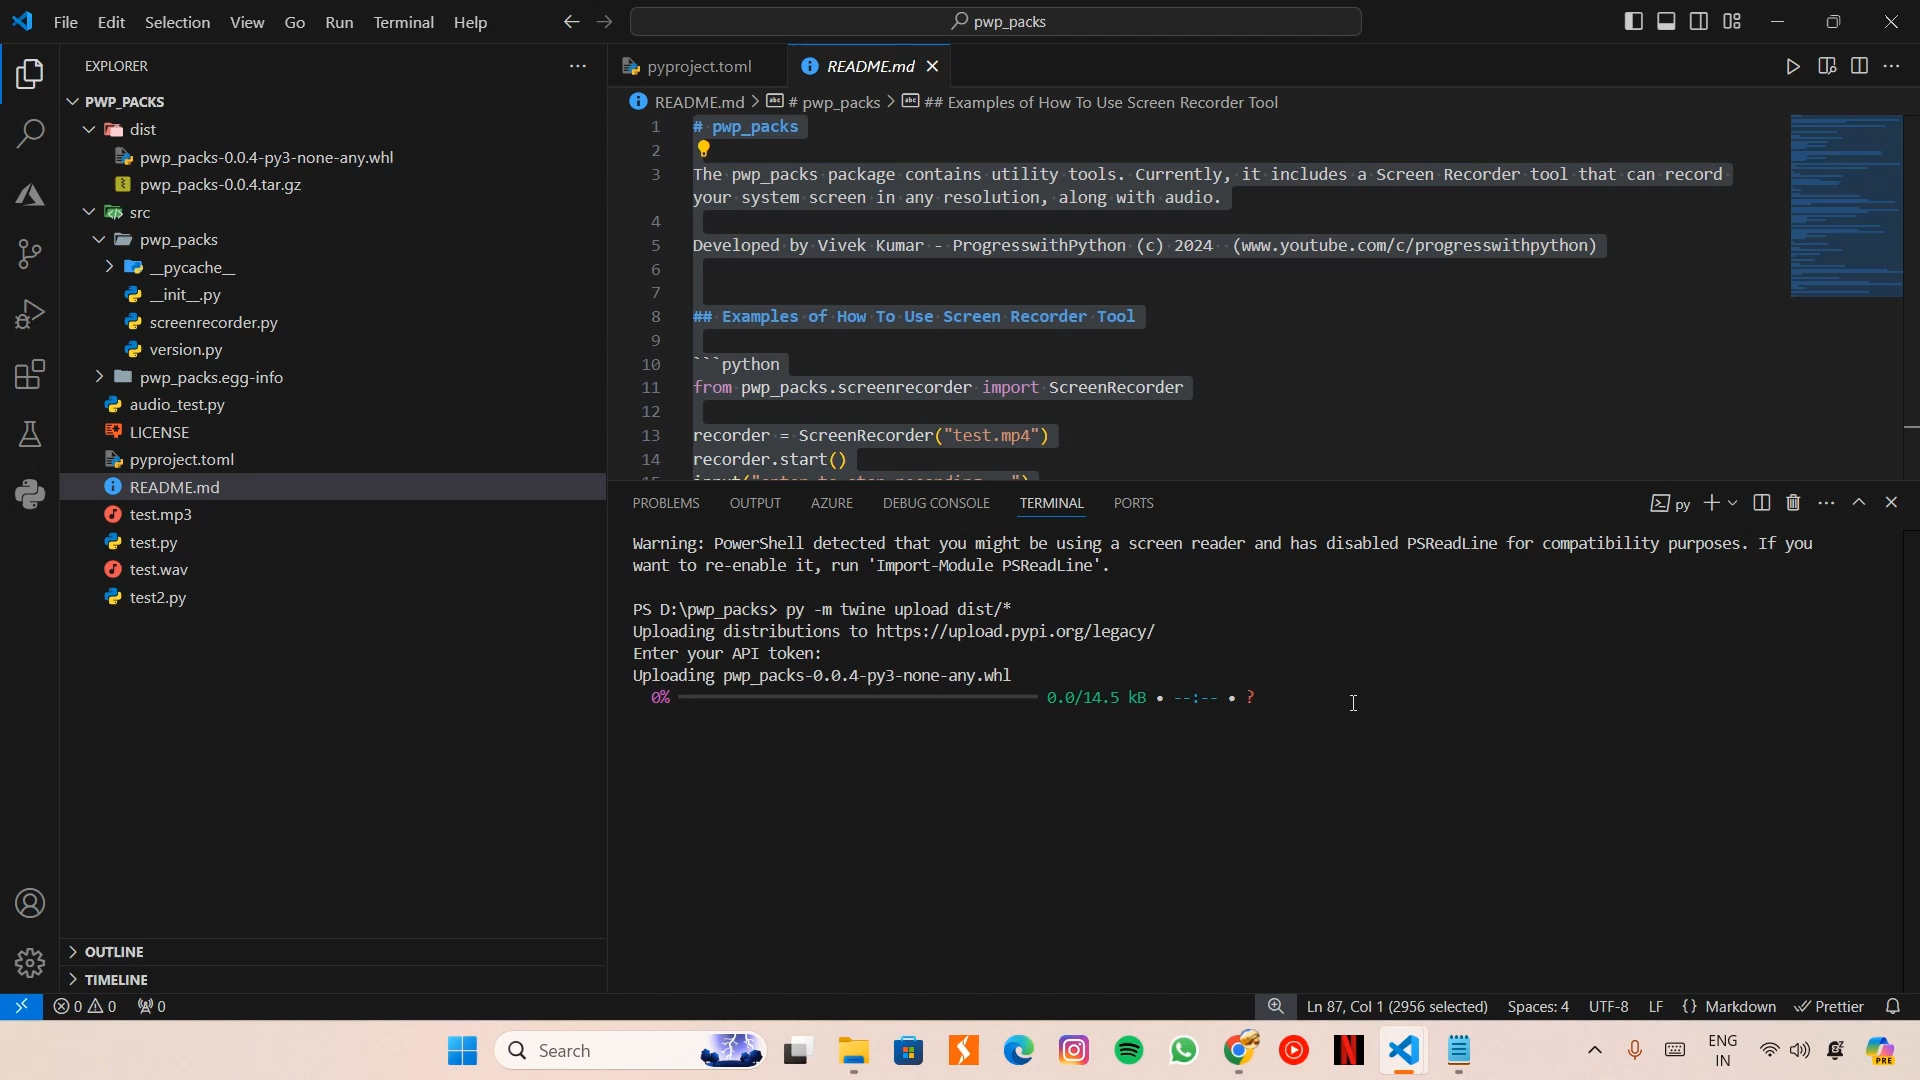 File Edit Selection View Go Run Terminal Help
pwp_packs
EXPLORER
PWP_PACKS
dist
pwp_packs-0.0.4-py3-none-any.whl
pwp_packs-0.0.4.tar.gz
src
pwp_packs
__pycache__
__init__.py
screenrecorder.py
version.py
pwp_packs.egg-info
audio_test.py
LICENSE
pyproject.toml
README.md
test.mp3
test.py
test.wav
test2.py
OUTLINE
TIMELINE
pyproject.toml README.md
README.md > # pwp_packs > ## Examples of How To Use Screen Recorder Tool
1 # pwp_packs
2
3 The pwp_packs package contains utility tools. Currently, it includes a Screen Recorder tool that can record
your system screen in any resolution, along with audio.
4
5 Developed by Vivek Kumar - ProgresswithPython (c) 2024  (www.youtube.com/c/progresswithpython)
6
7
8 ## Examples of How To Use Screen Recorder Tool
9
10 ```python
11 from pwp_packs.screenrecorder import ScreenRecorder
12
13 recorder = ScreenRecorder("test.mp4")
14 recorder.start()
PROBLEMS OUTPUT AZURE DEBUG CONSOLE TERMINAL PORTS
py
Warning: PowerShell detected that you might be using a screen reader and has disabled PSReadLine for compatibility purposes. If you
want to re-enable it, run 'Import-Module PSReadLine'.
PS D:\pwp_packs> py -m twine upload dist/*
Uploading distributions to https://upload.pypi.org/legacy/
Enter your API token:
Uploading pwp_packs-0.0.4-py3-none-any.whl
0% 0.0/14.5 kB • --:-- • ?
0 0 0
Ln 87, Col 1 (2956 selected) Spaces: 4 UTF-8 LF {} Markdown Prettier
Search
ENG
IN
PRE